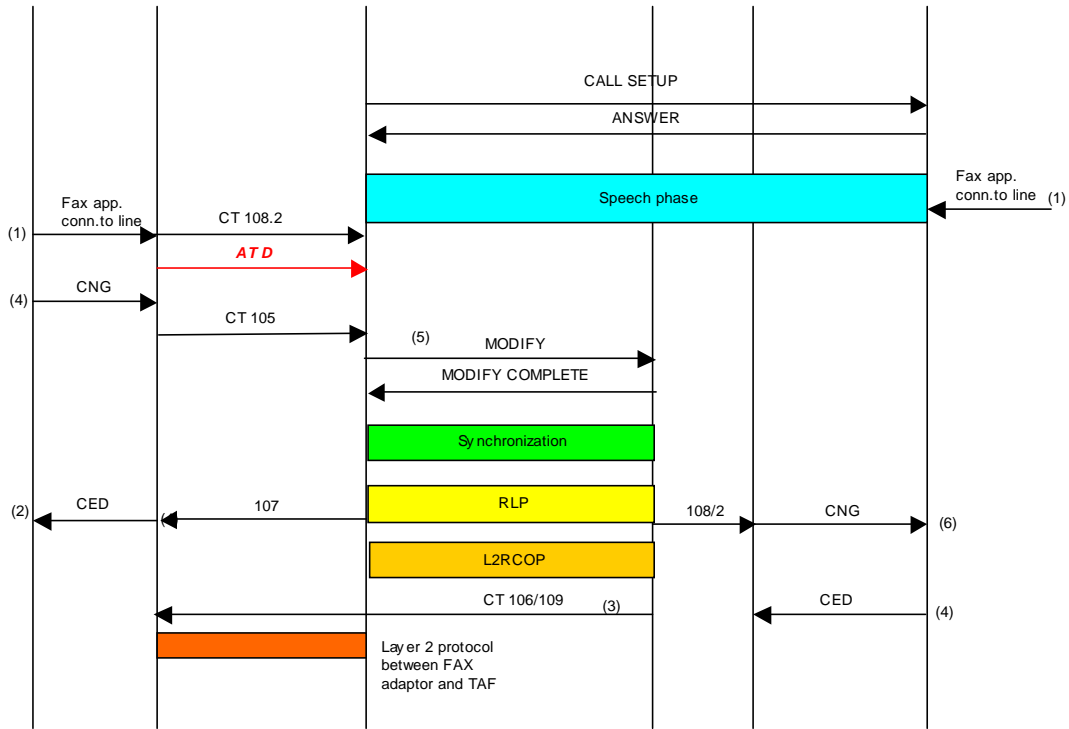 CALL SETUP
ANSWER
Fax app.
conn.to line
(1)
Speech phase
Fax app.
conn.to line
(1)
CT 108.2
ATD
(4)
CNG
CT 105
(5)
MODIFY
MODIFY COMPLETE
Synchronization
(2)
CED
107
RLP
108/2
CNG
(6)
L2RCOP
CT 106/109
(3)
CED
(4)
Layer 2 protocol
between FAX
adaptor and TAF